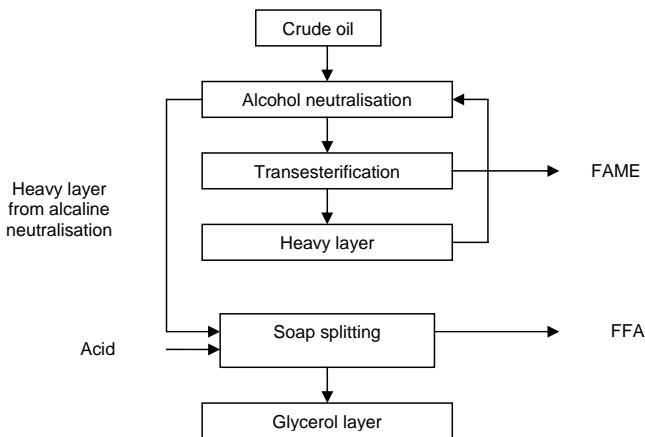 Crude oil
Alcohol neutralisation
Transesterification
FAME
Heavy layer
from alcaline
neutralisation
Heavy layer
Soap splitting
FFA
Acid
Glycerol layer